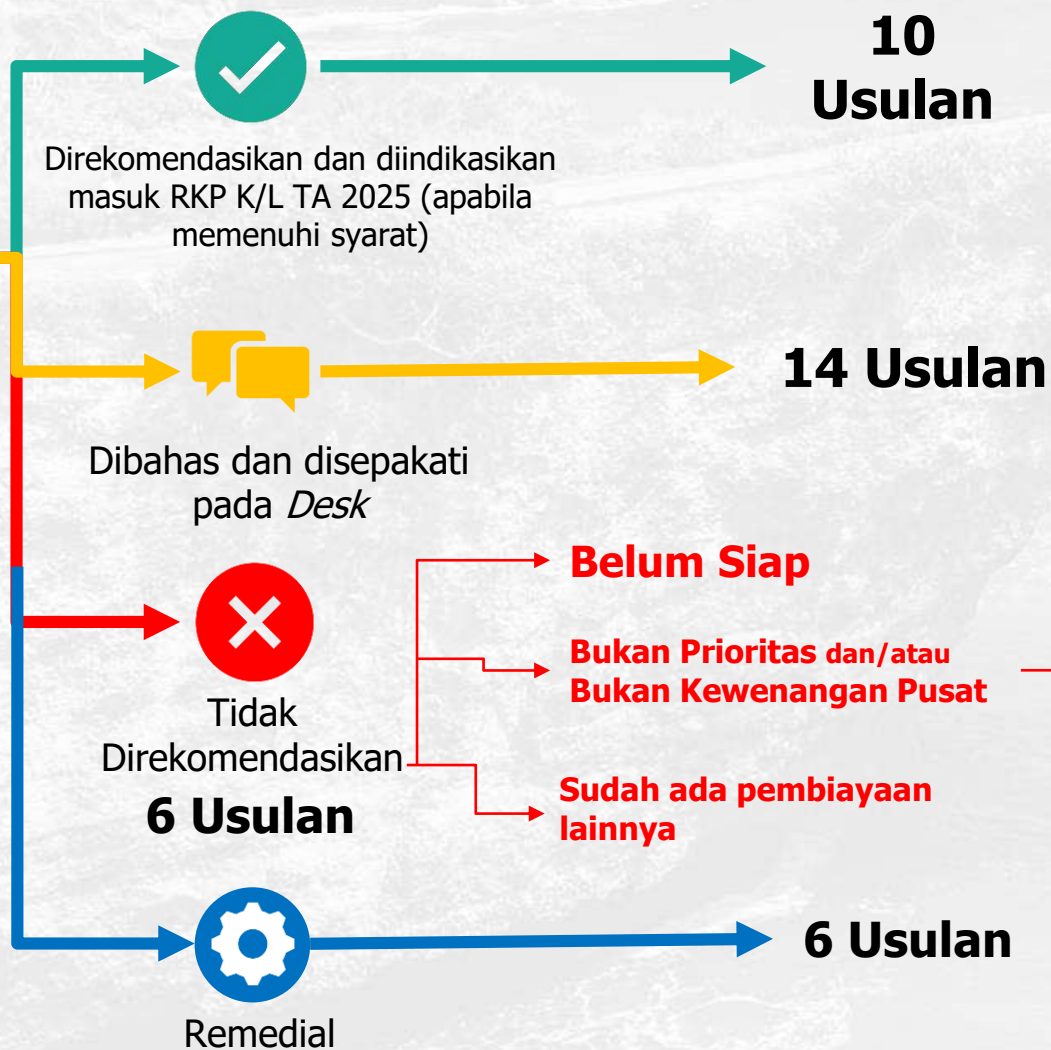 10
Usulan
Direkomendasikan dan diindikasikan
masuk RKP K/L TA 2025 (apabila
memenuhi syarat)
14 Usulan
Dibahas dan disepakati
pada Desk
Belum Siap
Bukan Prioritas dan/atau
Bukan Kewenangan Pusat
Sudah ada pembiayaan
lainnya
Tidak
Direkomendasikan
6 Usulan
6 Usulan
Remedial